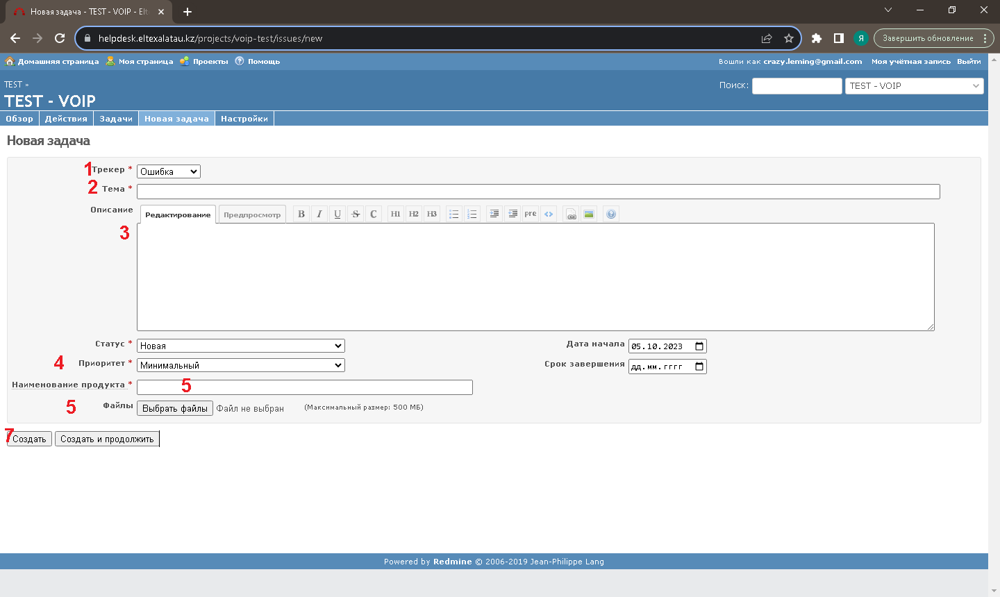 Новая задача - TEST - VOIP - Elt
helpdesk.eltexalatau.kz/projects/voip-test/issues/new
Я
Завершить обновление
Домашняя страница Моя страница Проекты Помощь
Вошли как crazy.leming@gmail.com Моя учётная запись Выйти
TEST »
Поиск: TEST - VOIP
TEST - VOIP
Обзор Действия Задачи Новая задача Настройки
Новая задача
1 Трекер * Ошибка
2 Тема *
Описание Редактирование Предпросмотр B I U S C H1 H2 H3 pre
3
Статус * Новая Дата начала 05.10.2023
4 Приоритет * Минимальный Срок завершения дд.мм.гггг
Наименование продукта * 5
5 Файлы Выбрать файлы Файл не выбран (Максимальный размер: 500 МБ)
7 Создать Создать и продолжить
Powered by Redmine © 2006-2019 Jean-Philippe Lang